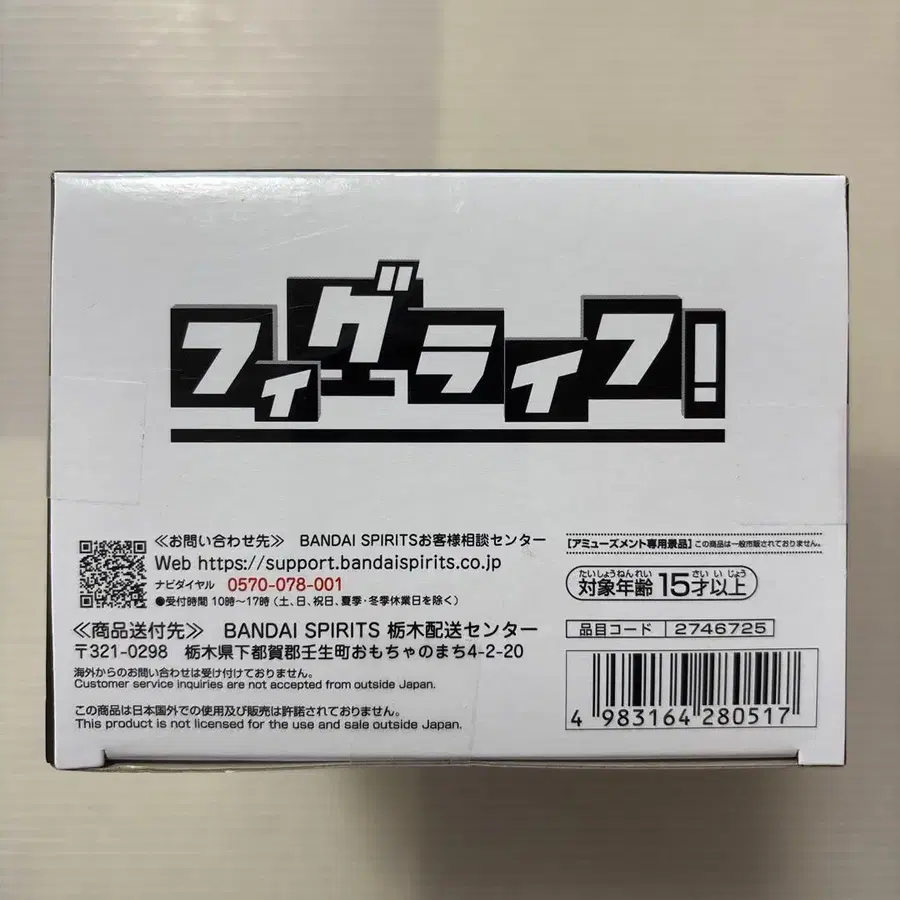 フィグライフ!
≪お問い合わせ先≫ BANDAI SPIRITSお客様相談センター
Web https://support.bandaispirits.co.jp
ナビダイヤル 0570-078-001
●受付時間 10時～17時 (土、日、祝日、夏季・冬季休業日を除く)
≪商品送付先≫ BANDAI SPIRITS 栃木配送センター
〒321-0298 栃木県下都賀郡壬生町おもちゃのまち4-2-20
海外からのお問い合わせは受け付けておりません。
Customer service inquiries are not accepted from outside Japan.
この商品は日本国外での使用及び販売は許諾されておりません。
This product is not licensed for the use and sale outside Japan.
【アミューズメント専用景品】この商品は一般市販されておりません。
たいしょうねんれい さい い じょう
対象年齢 15才以上
品目コード 2746725
4 983164 280517